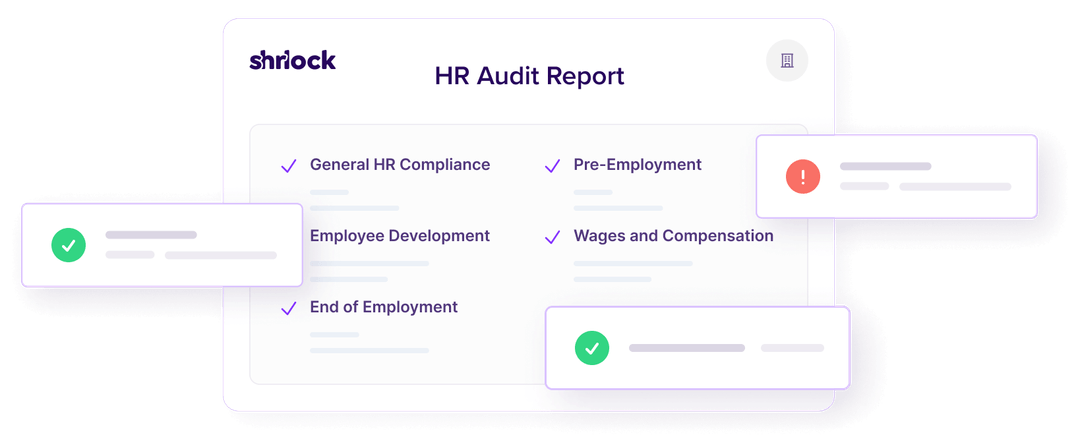 shrlock
HR Audit Report
General HR Compliance
Pre-Employment
Employee Development
Wages and Compensation
End of Employment